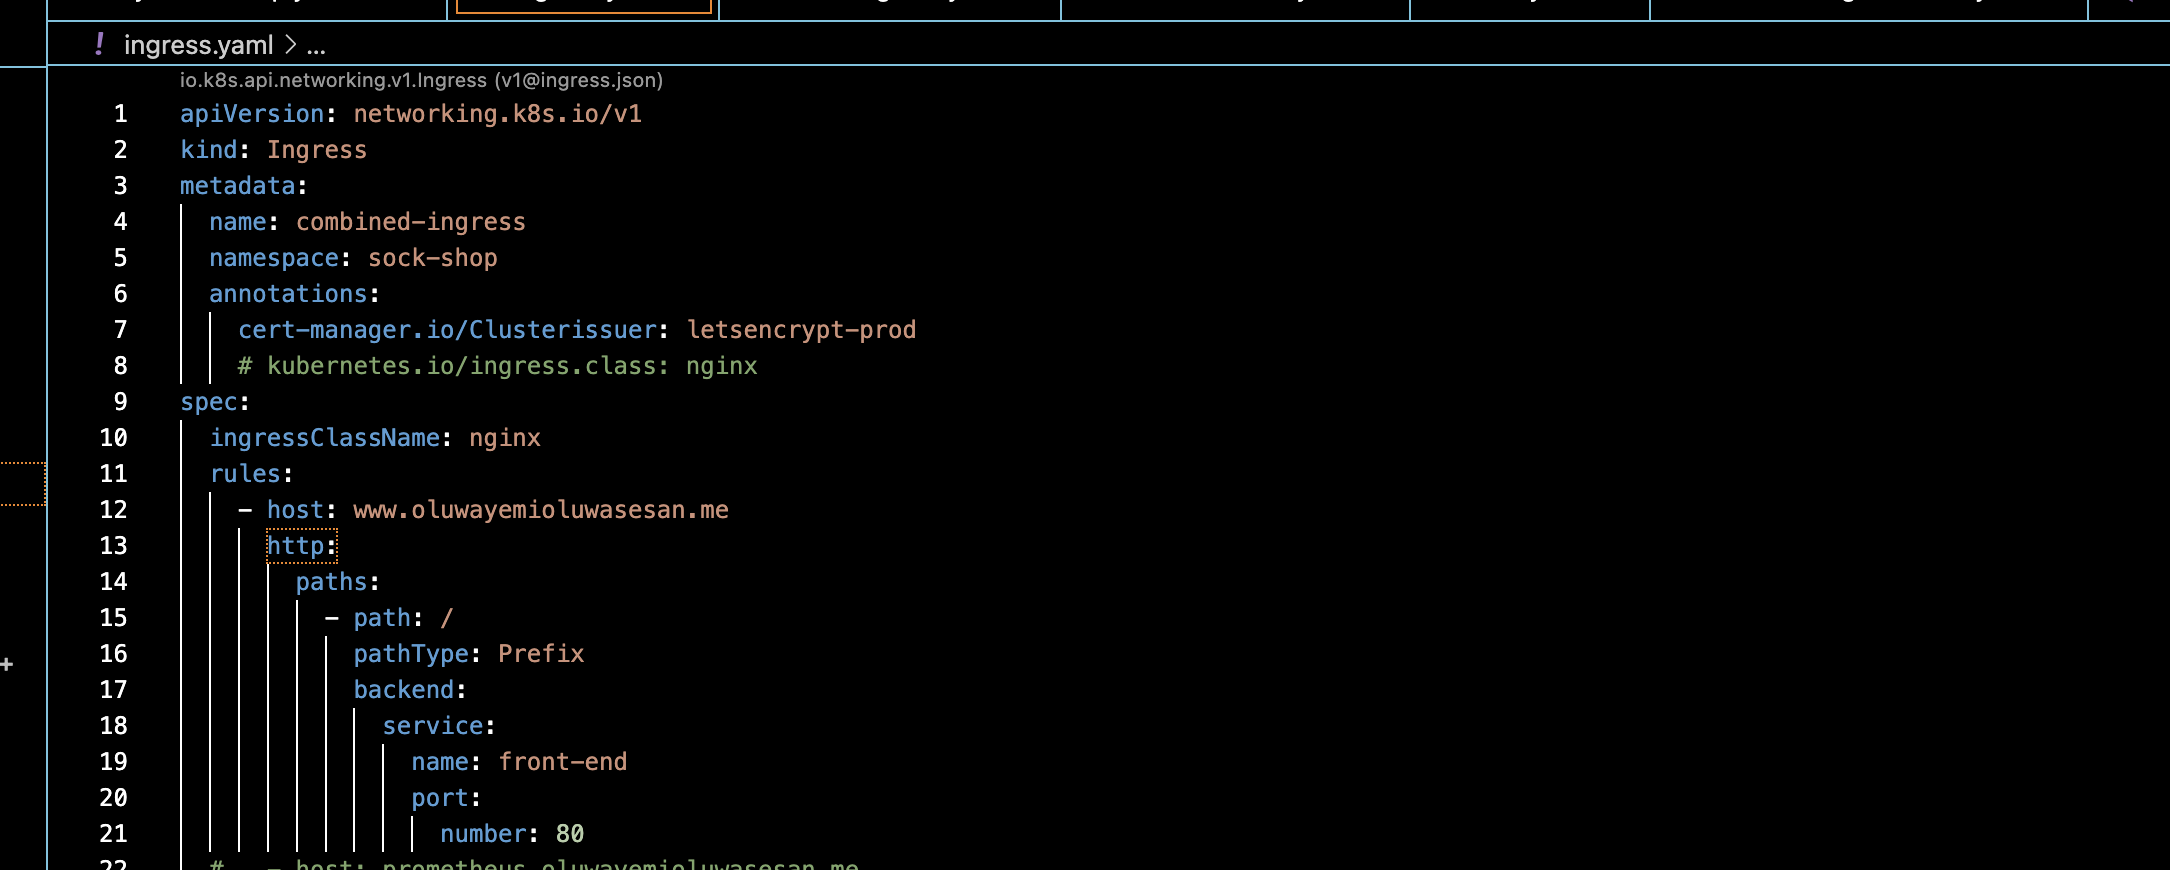 ingress.yaml > ...
io.k8s.api.networking.v1.Ingress (v1@ingress.json)
1 apiVersion: networking.k8s.io/v1
2 kind: Ingress
3 metadata:
4   name: combined-ingress
5   namespace: sock-shop
6   annotations:
7     cert-manager.io/Clusterissuer: letsencrypt-prod
8     # kubernetes.io/ingress.class: nginx
9 spec:
10   ingressClassName: nginx
11   rules:
12     - host: www.oluwayemioluwasesan.me
13       http:
14         paths:
15           - path: /
16             pathType: Prefix
17             backend:
18               service:
19                 name: front-end
20                 port:
21                   number: 80
22   #   - host: prometheus.oluwayemioluwasesan.me